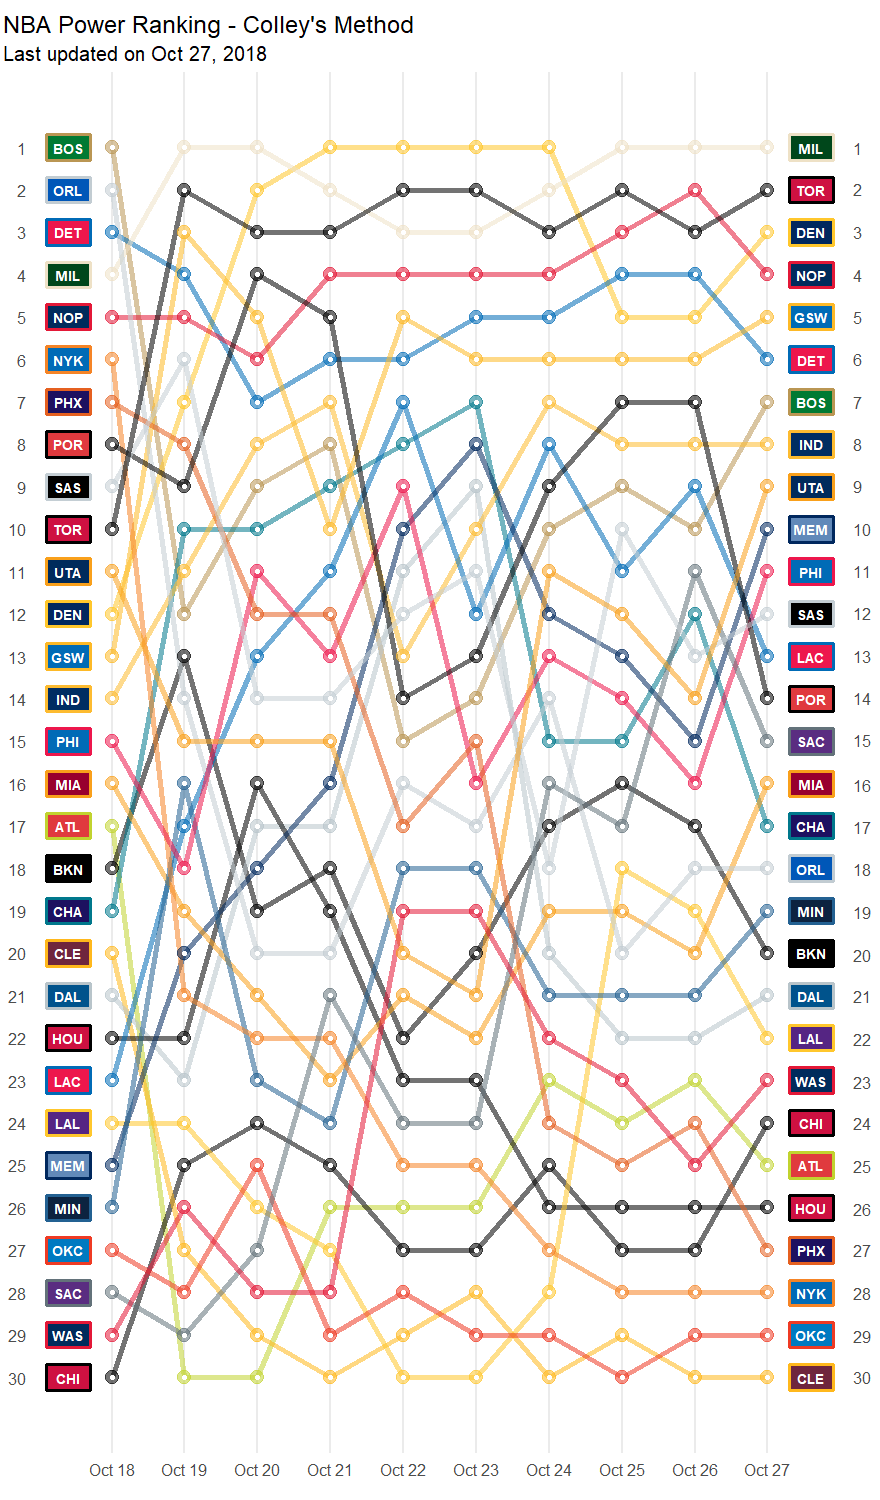 NBA Power Ranking - Colley's Method
Last updated on Oct 27, 2018
1 BOS MIL 1
2 ORL TOR 2
3 DET DEN 3
4 MIL NOP 4
5 NOP GSW 5
6 NYK DET 6
7 PHX BOS 7
8 POR IND 8
9 SAS UTA 9
10 TOR MEM 10
11 UTA PHI 11
12 DEN SAS 12
13 GSW LAC 13
14 IND POR 14
15 PHI SAC 15
16 MIA MIA 16
17 ATL CHA 17
18 BKN ORL 18
19 CHA MIN 19
20 CLE BKN 20
21 DAL DAL 21
22 HOU LAL 22
23 LAC WAS 23
24 LAL CHI 24
25 MEM ATL 25
26 MIN HOU 26
27 OKC PHX 27
28 SAC NYK 28
29 WAS OKC 29
30 CHI CLE 30
Oct 18 Oct 19 Oct 20 Oct 21 Oct 22 Oct 23 Oct 24 Oct 25 Oct 26 Oct 27